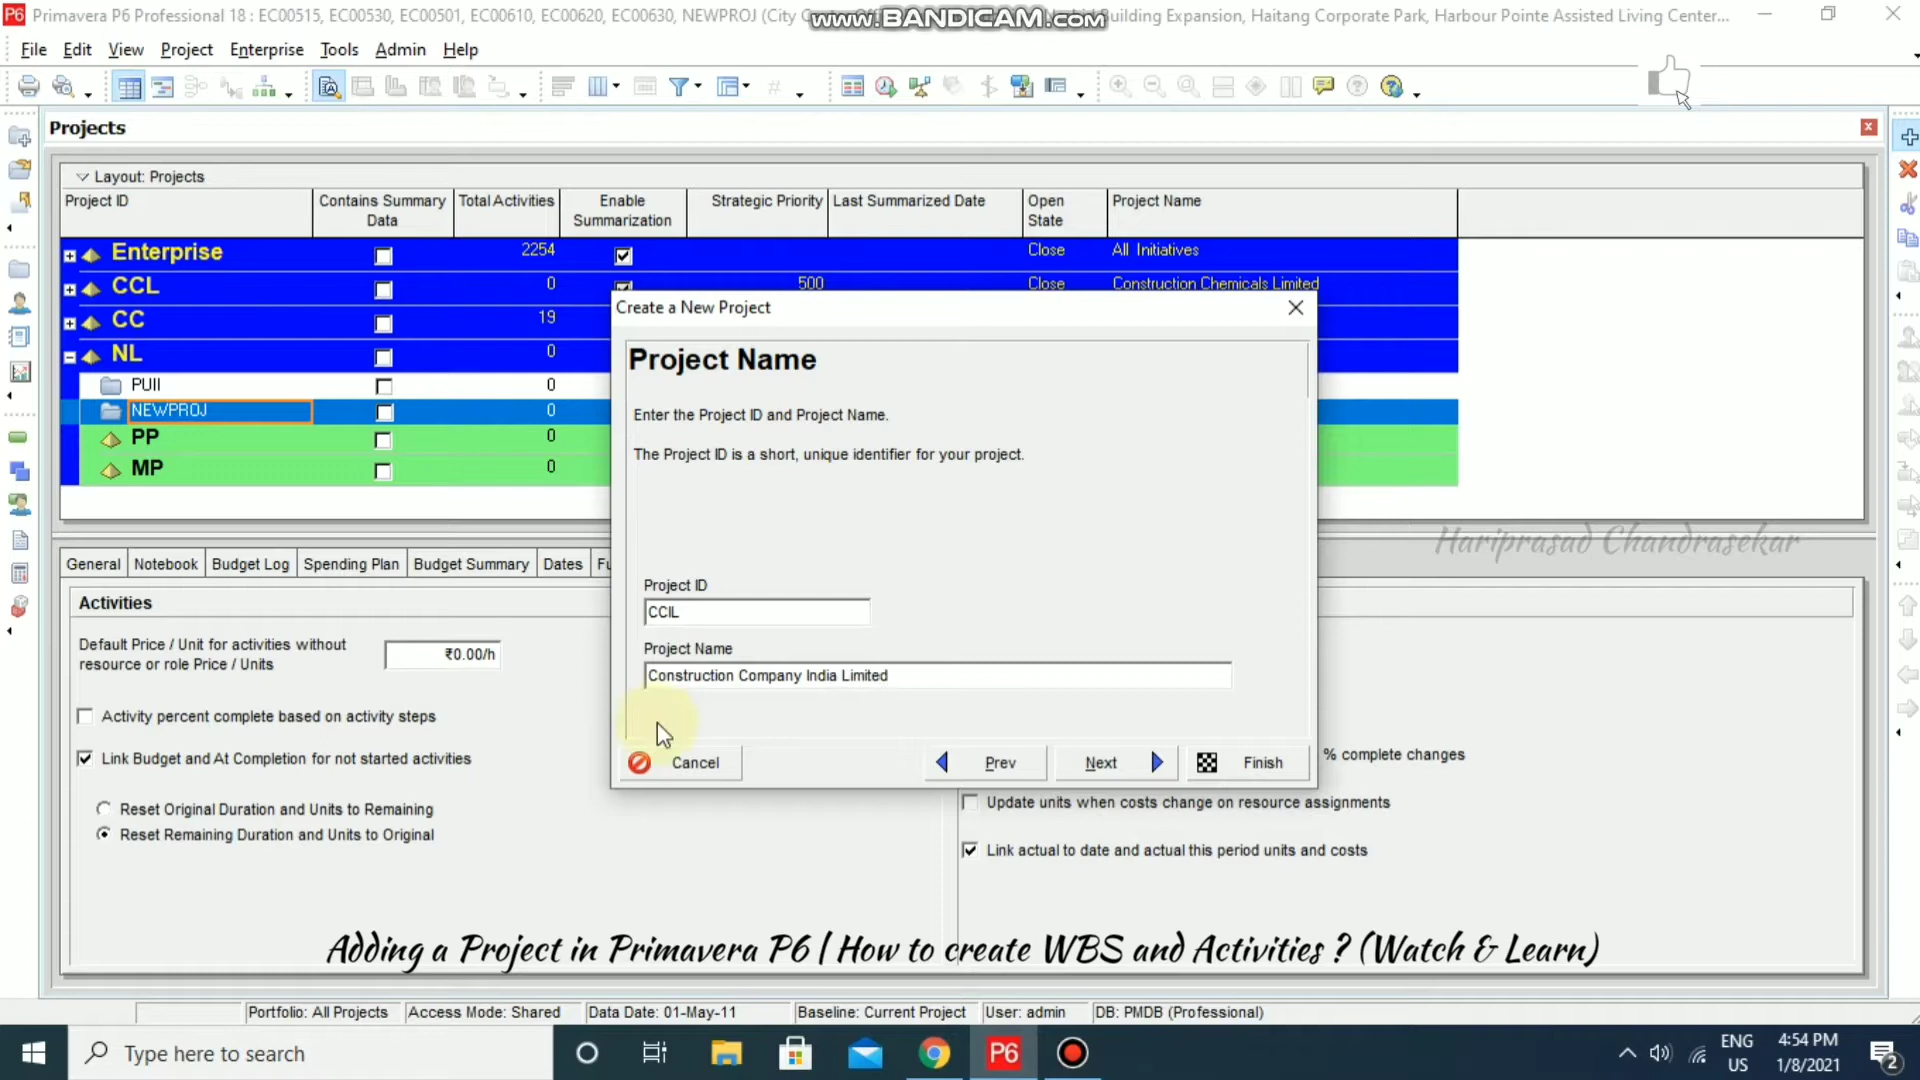 Primavera P6 Professional 18 : EC00515, EC00530, EC00501, EC00610, EC00620, EC00630, NEWPROJ (City Building Expansion, Haitang Corporate Park, Harbour Pointe Assisted Living Center...
www.BANDICAM.com
File Edit View Project Enterprise Tools Admin Help
Projects
Layout: Projects
Project ID
Contains Summary Data
Total Activities
Enable Summarization
Strategic Priority
Last Summarized Date
Open State
Project Name
Enterprise 2254 Close All Initiatives
CCL 0 500 Close Construction Chemicals Limited
CC 19
NL 0
PUII 0
NEWPROJ 0
PP 0
MP 0
Create a New Project
Project Name
Enter the Project ID and Project Name.
The Project ID is a short, unique identifier for your project.
Project ID
CCIL
Project Name
Construction Company India Limited
Cancel Prev Next Finish
Hariprasad Chandrasekar
General Notebook Budget Log Spending Plan Budget Summary Dates Fu
Activities
Default Price / Unit for activities without
resource or role Price / Units
₹0.00/h
Activity percent complete based on activity steps
Link Budget and At Completion for not started activities
Reset Original Duration and Units to Remaining
Reset Remaining Duration and Units to Original
% complete changes
Update units when costs change on resource assignments
Link actual to date and actual this period units and costs
Adding a Project in Primavera P6 | How to create WBS and Activities ? (Watch & Learn)
Portfolio: All Projects Access Mode: Shared Data Date: 01-May-11 Baseline: Current Project User: admin DB: PMDB (Professional)
Type here to search
P6
ENG
US
4:54 PM
1/8/2021
2